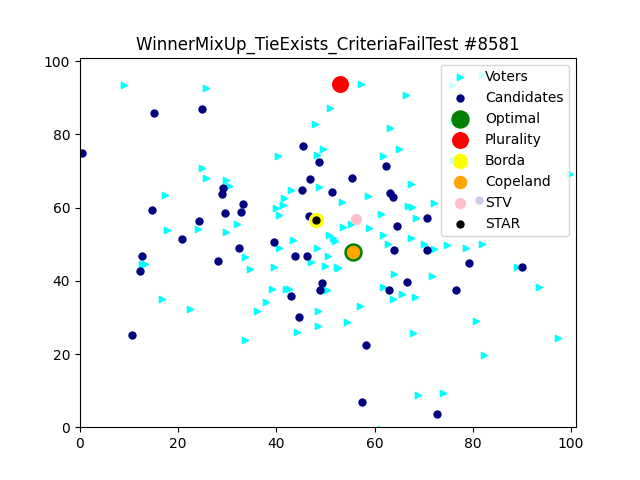 WinnerMixUp_TieExists_CriteriaFailTest #8581
100
80
60
40
20
0
0
20
40
60
80
100
Voters
Candidates
Optimal
Plurality
Borda
Copeland
STV
STAR